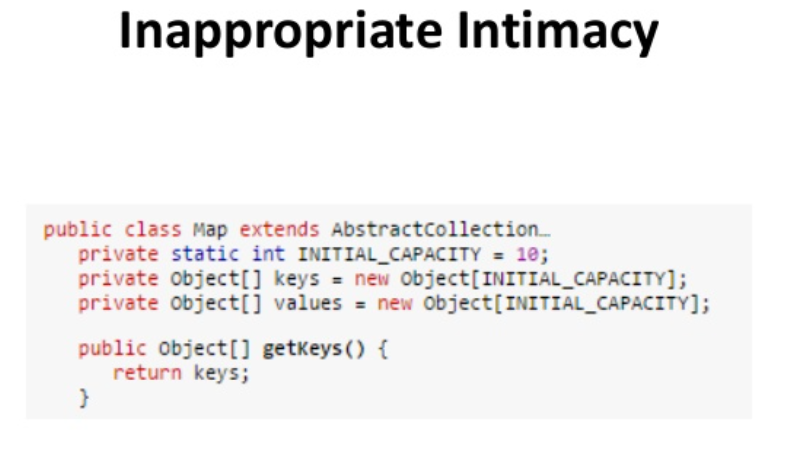 Inappropriate Intimacy
public class Map extends AbstractCollection…
private static int INITIAL_CAPACITY = 10;
private Object[] keys = new Object[INITIAL_CAPACITY];
private Object[] values = new Object[INITIAL_CAPACITY];
public Object[] getKeys() {
return keys;
}